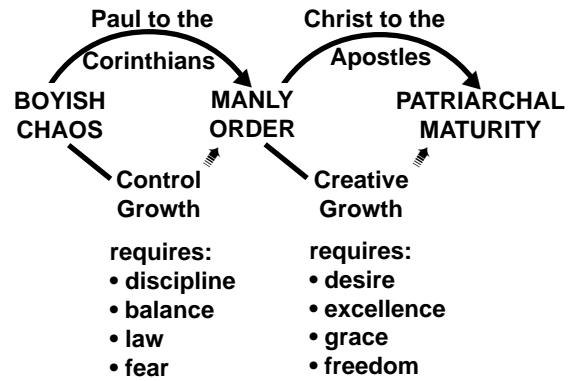 Paul to the
Corinthians
Christ to the
Apostles
BOYISH
CHAOS
MANLY
ORDER
PATRIARCHAL
MATURITY
Control
Growth
Creative
Growth
requires:
• discipline
• balance
• law
• fear
requires:
• desire
• excellence
• grace
• freedom